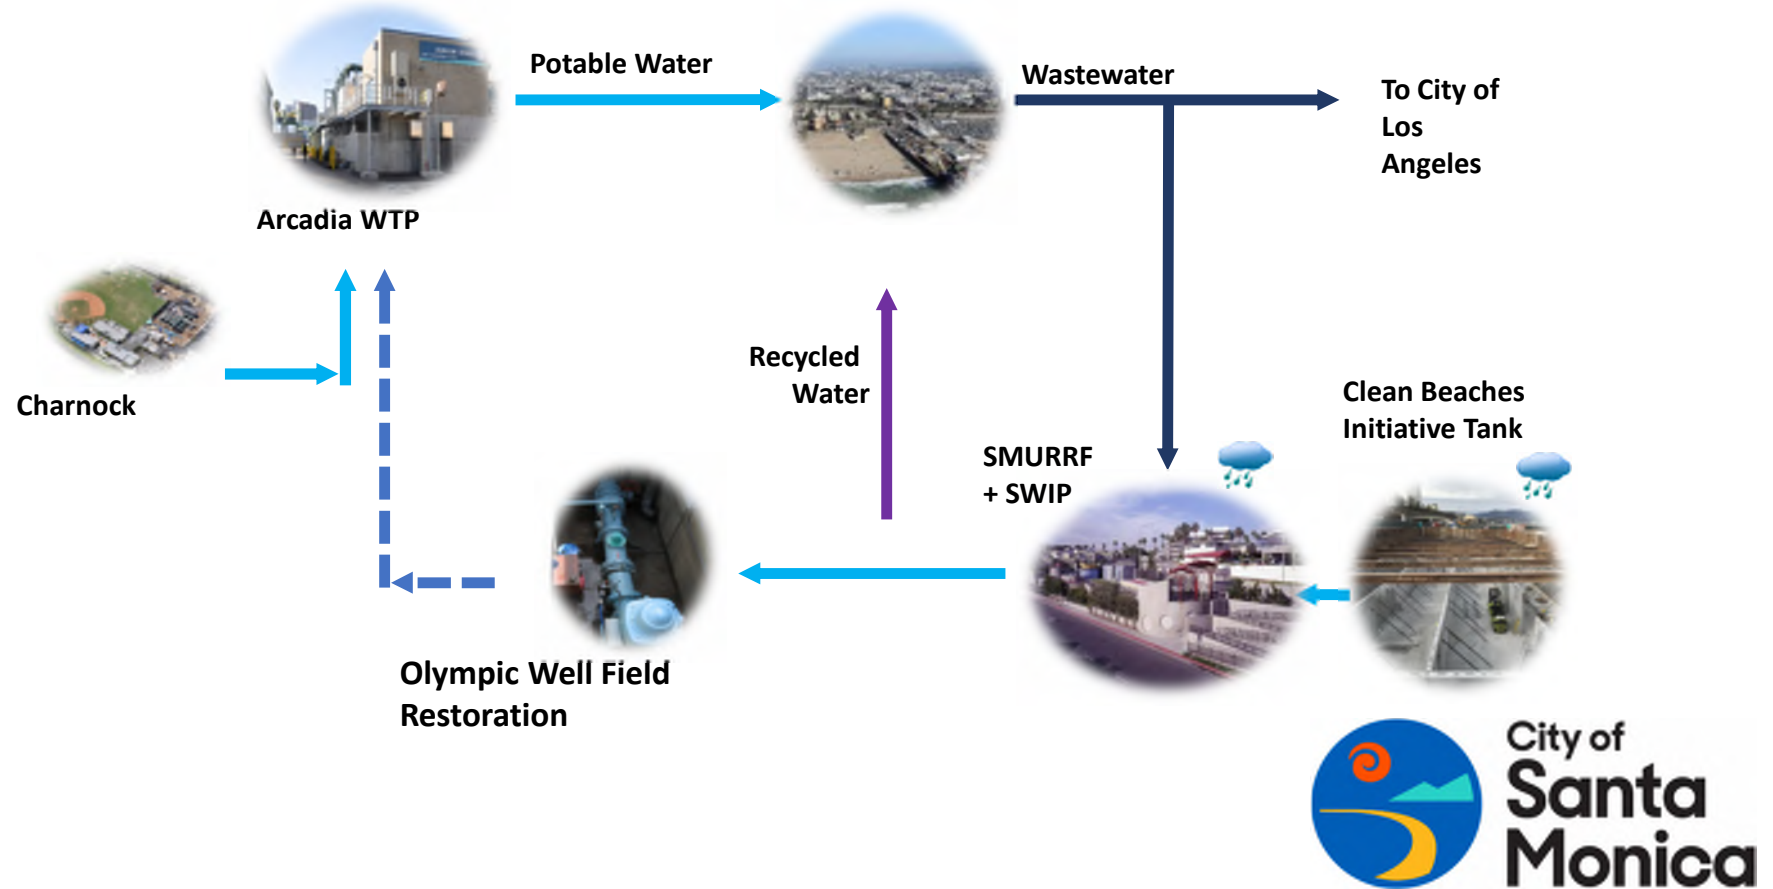 Potable Water
Wastewater
To City of
Los
Angeles
Arcadia WTP
Charnock
Recycled
Water
Clean Beaches
Initiative Tank
SMURRF
+ SWIP
Olympic Well Field
Restoration
City of
Santa
Monica